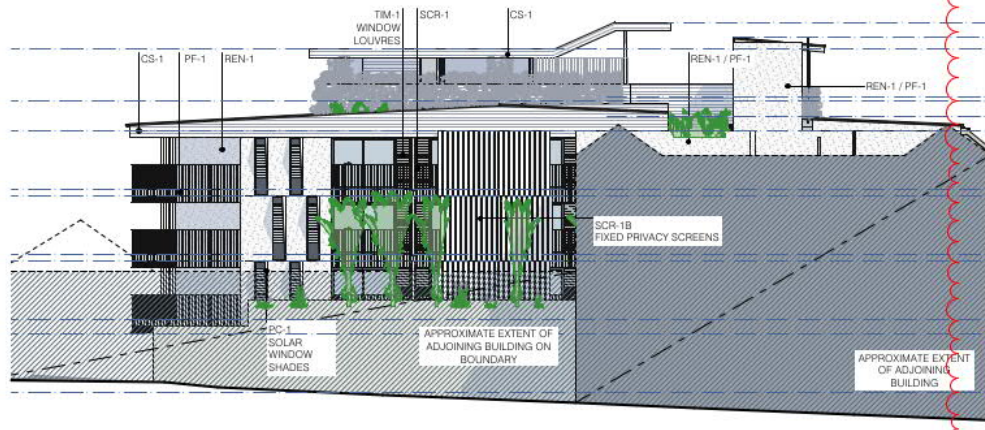 TIM-1
WINDOW
LOUVRES
SCR-1
CS-1
CS-1
PF-1
REN-1
REN-1 / PF-1
REN-1 / PF-1
SCR-1B
FIXED PRIVACY SCREENS
PC-1
SOLAR
WINDOW
SHADES
APPROXIMATE EXTENT OF
ADJOINING BUILDING ON
BOUNDARY
APPROXIMATE EXTENT
OF ADJOINING
BUILDING